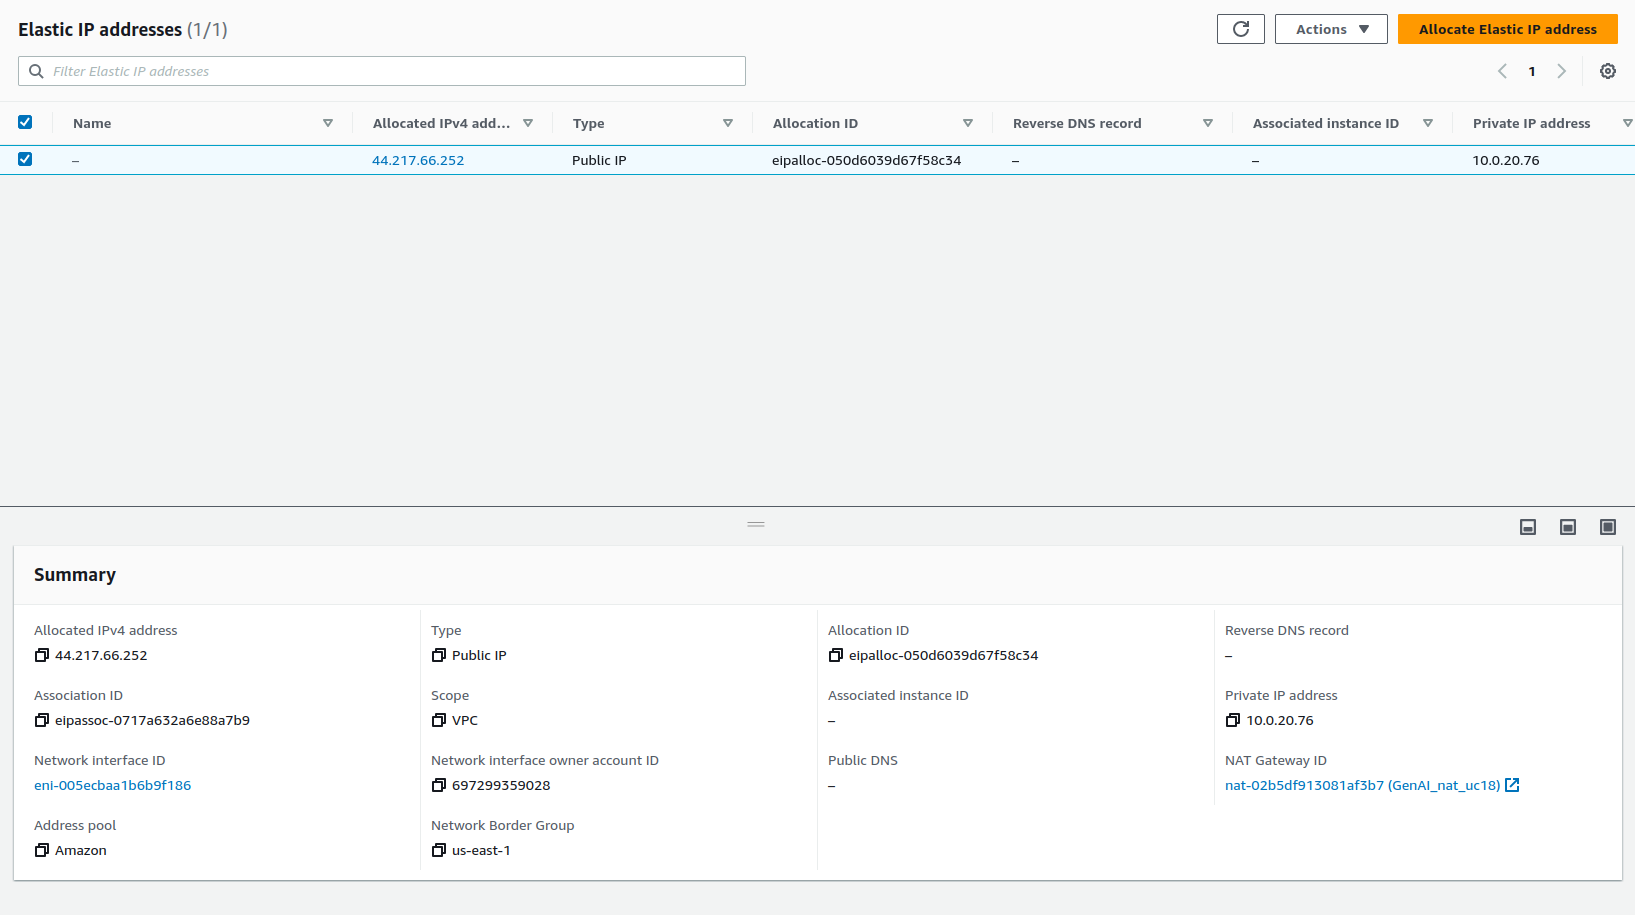 Elastic IP addresses (1/1)
Actions
Allocate Elastic IP address
Filter Elastic IP addresses
1
Name Allocated IPv4 add... Type Allocation ID Reverse DNS record Associated instance ID Private IP address
– 44.217.66.252 Public IP eipalloc-050d6039d67f58c34 – – 10.0.20.76
Summary
Allocated IPv4 address Type Allocation ID Reverse DNS record
44.217.66.252 Public IP eipalloc-050d6039d67f58c34 –
Association ID Scope Associated instance ID Private IP address
eipassoc-0717a632a6e88a7b9 VPC – 10.0.20.76
Network interface ID Network interface owner account ID Public DNS NAT Gateway ID
eni-005ecbaa1b6b9f186 697299359028 – nat-02b5df913081af3b7 (GenAI_nat_uc18)
Address pool Network Border Group
Amazon us-east-1